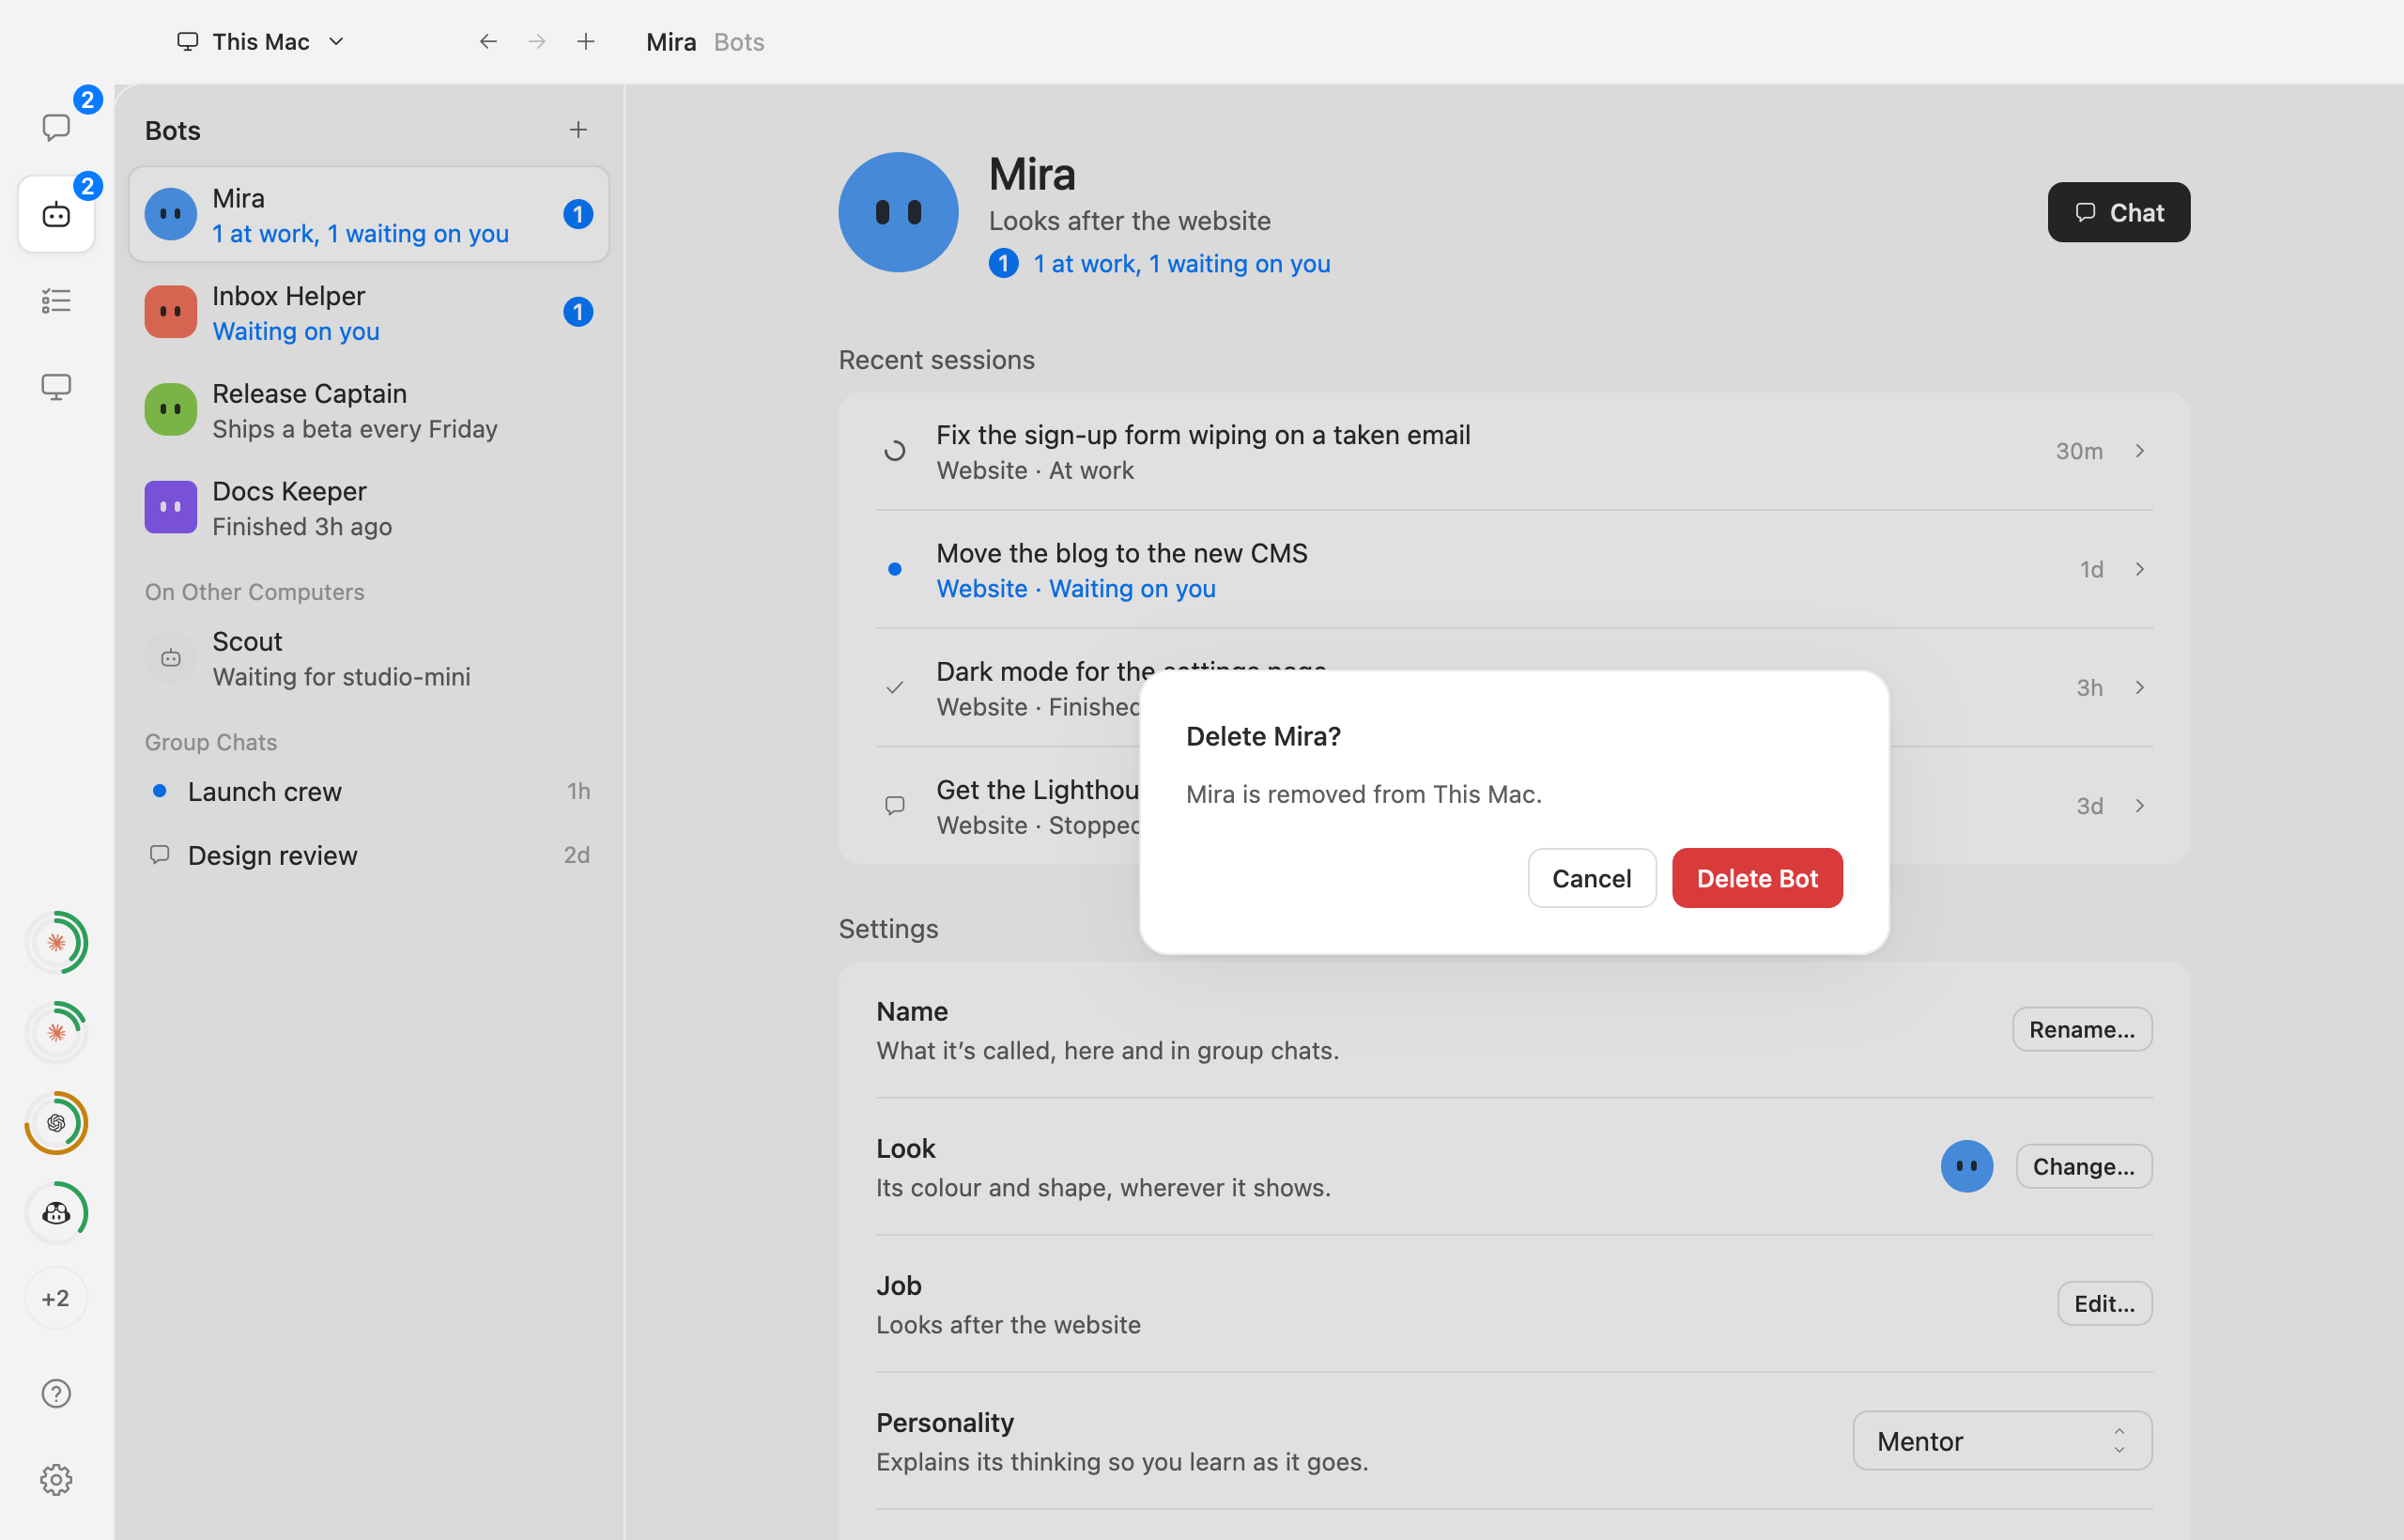 This Mac
Mira Bots
2
2
Bots
Mira
1 at work, 1 waiting on you
1
Inbox Helper
Waiting on you
1
Release Captain
Ships a beta every Friday
Docs Keeper
Finished 3h ago
On Other Computers
Scout
Waiting for studio-mini
Group Chats
Launch crew 1h
Design review 2d
+2
Mira
Looks after the website
1 1 at work, 1 waiting on you
Chat
Recent sessions
Fix the sign-up form wiping on a taken email
Website · At work
30m
Move the blog to the new CMS
Website · Waiting on you
1d
Dark mode for the settings page
Website · Finished
3h
Get the
Website · Stopped
3d
Delete Mira?
Mira is removed from This Mac.
Cancel
Delete Bot
Settings
Name
What it’s called, here and in group chats.
Rename...
Look
Its colour and shape, wherever it shows.
Change...
Job
Looks after the website
Edit...
Personality
Explains its thinking so you learn as it goes.
Mentor